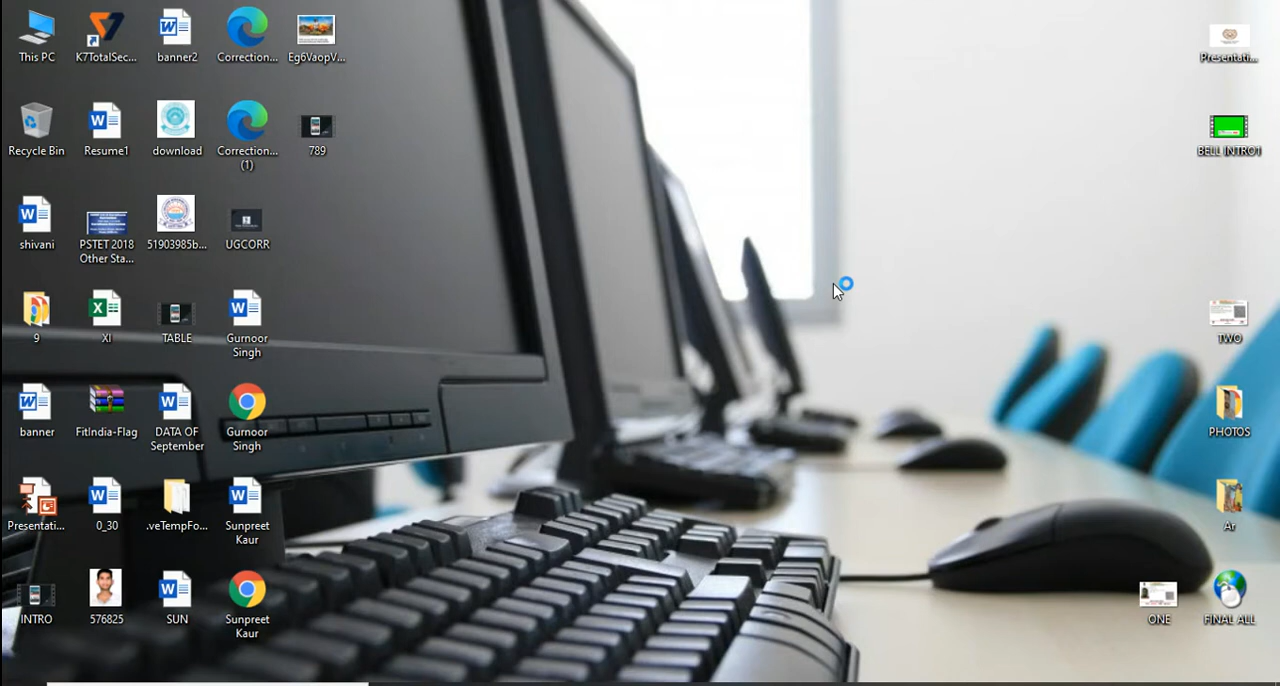 This PC
K7TotalSec...
banner2
Correction...
Eg6VaopV...
Presentati...
Recycle Bin
Resume1
download
Correction...
(1)
789
BELL INTRO1
shivani
PSTET 2018
Other Sta...
51903985b...
UGCORR
9
XI
TABLE
Gurnoor
Singh
TWO
banner
FitIndia-Flag
DATA OF
September
Gurnoor
Singh
PHOTOS
Presentati...
0_30
.veTempFo...
Sunpreet
Kaur
Ar
INTRO
576825
SUN
Sunpreet
Kaur
ONE
FINAL ALL